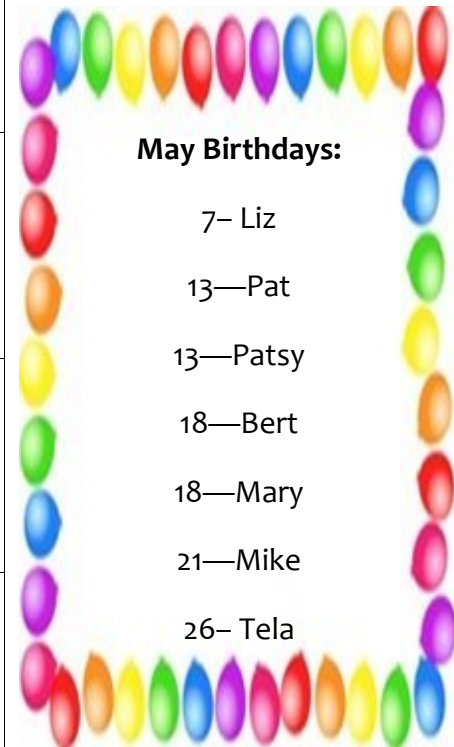 May Birthdays:
7– Liz
13—Pat
13—Patsy
18—Bert
18—Mary
21—Mike
26– Tela